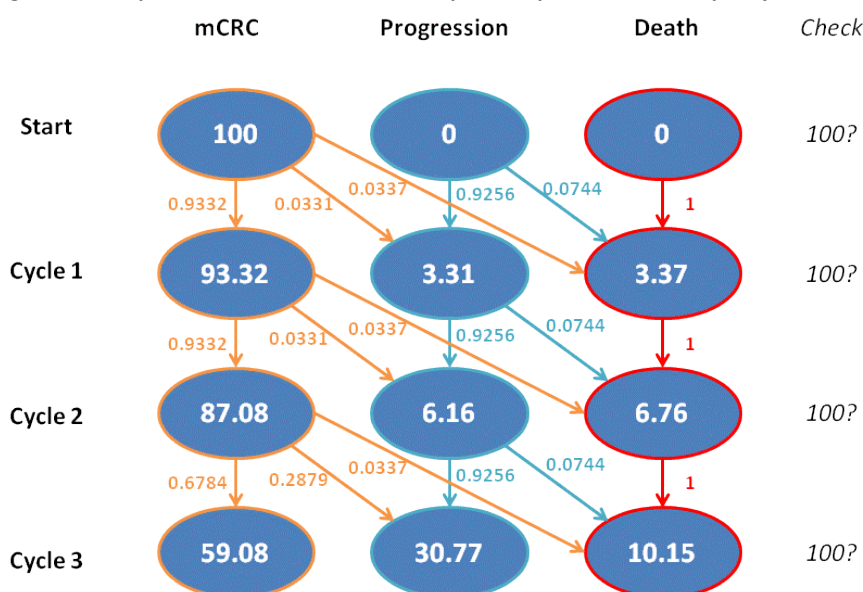 mCRC Progression Death Check
Start 100 0 0 100?
0.9332 0.0331 0.0337 0.9256 0.0744 1
Cycle 1 93.32 3.31 3.37 100?
0.9332 0.0331 0.0337 0.9256 0.0744 1
Cycle 2 87.08 6.16 6.76 100?
0.6784 0.2879 0.0337 0.9256 0.0744 1
Cycle 3 59.08 30.77 10.15 100?